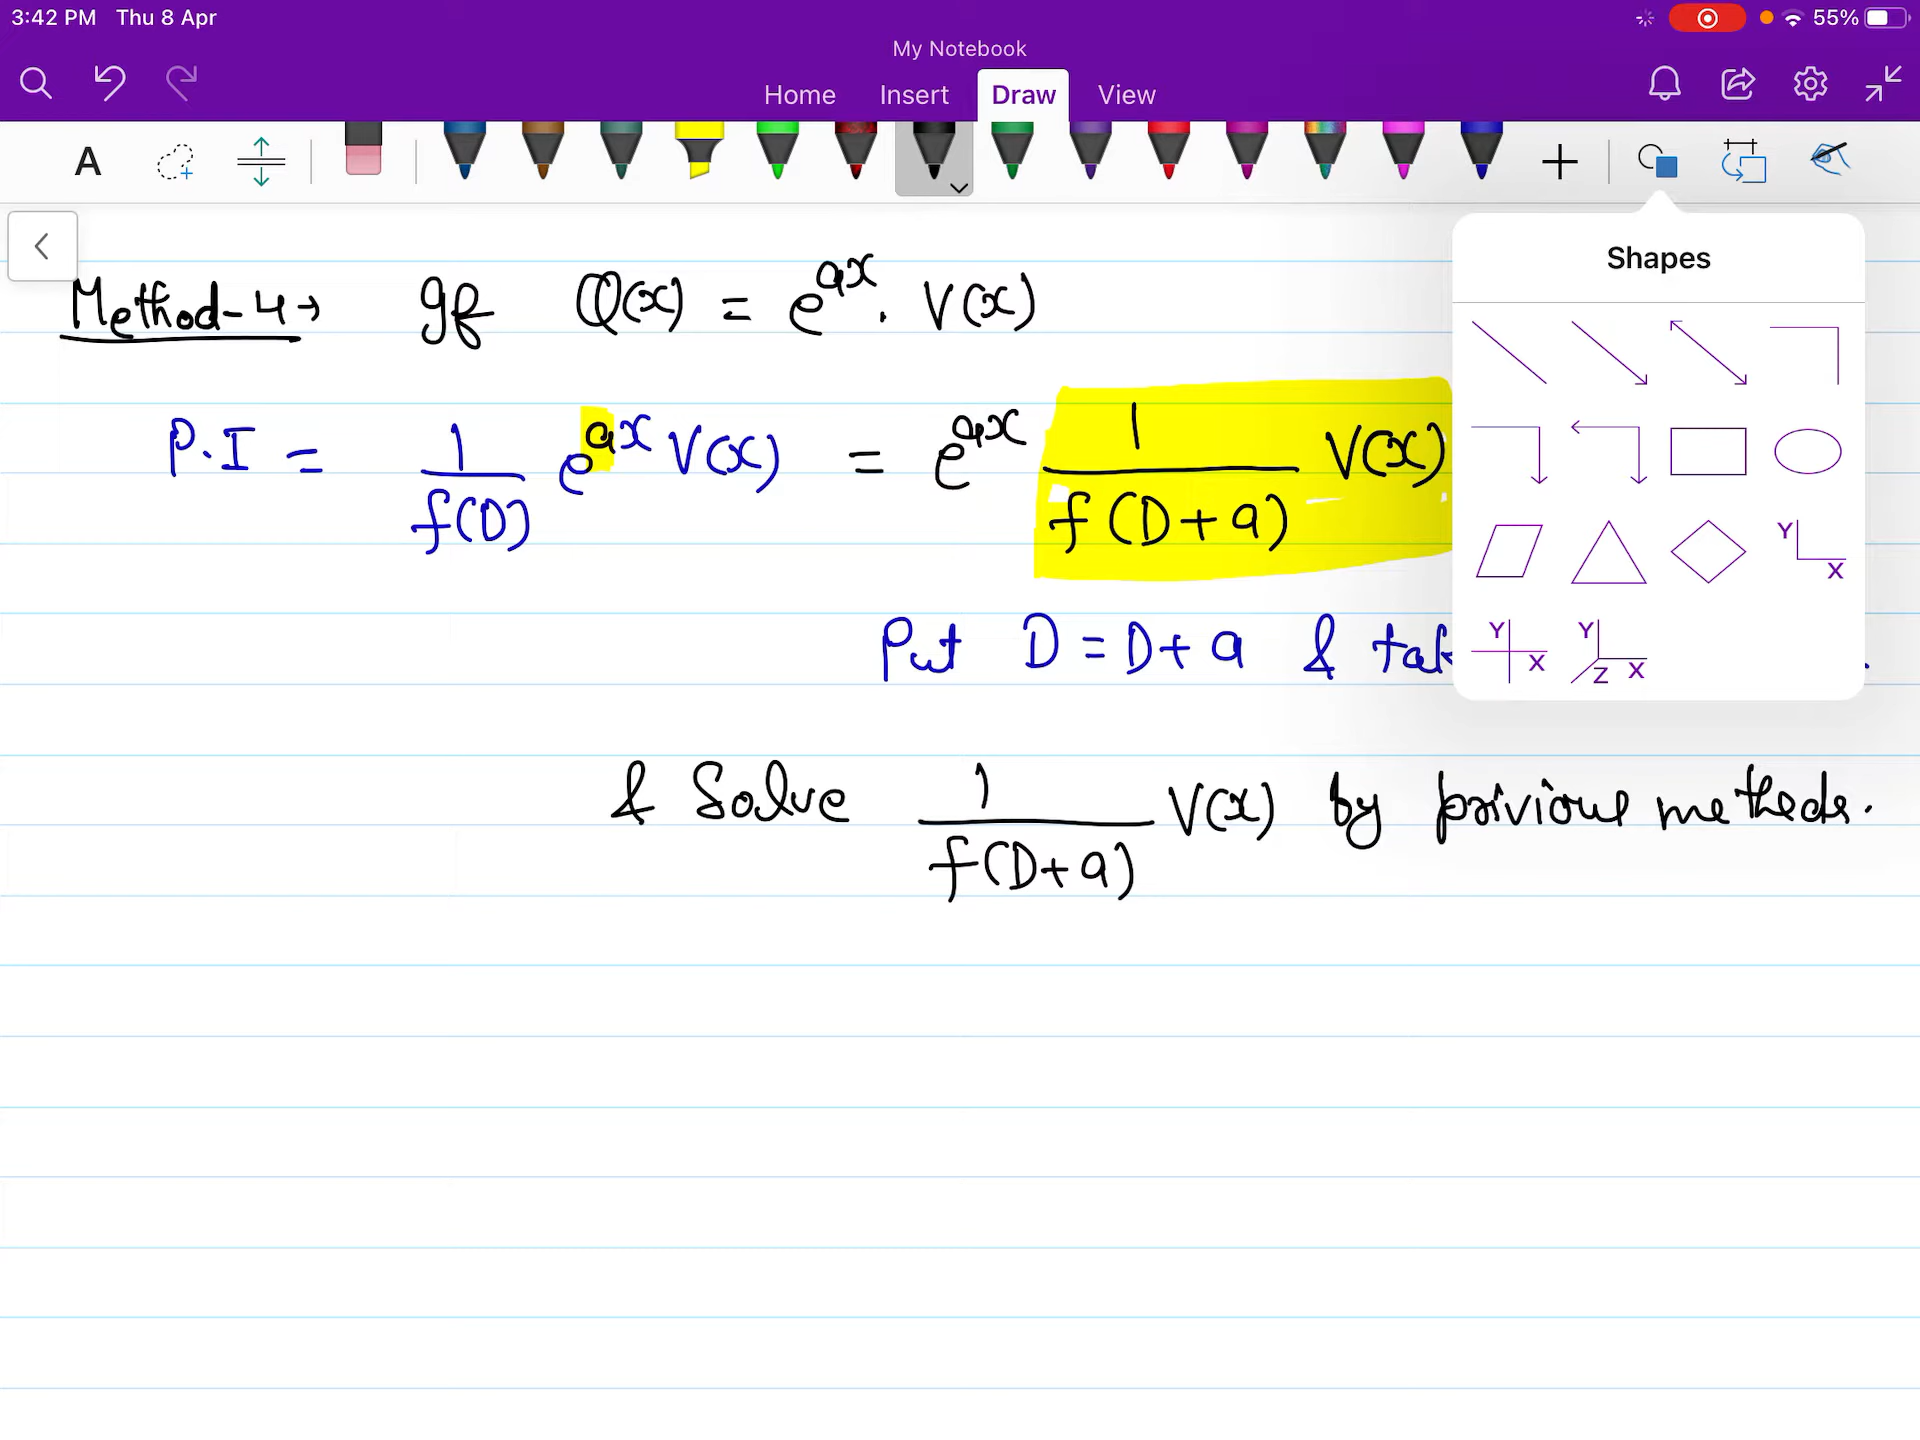 3:42 PM Thu 8 Apr 55%
My Notebook
Home Insert Draw View
A
Shapes
Y X
Y X Y Z X
Method-4→ If Q(x) = e^ax . V(x)
P.I = 1/f(D) e^ax V(x) = e^ax 1/f(D+a) V(x)
Put D = D+a &
& Solve 1/f(D+a) V(x) by privious methods.